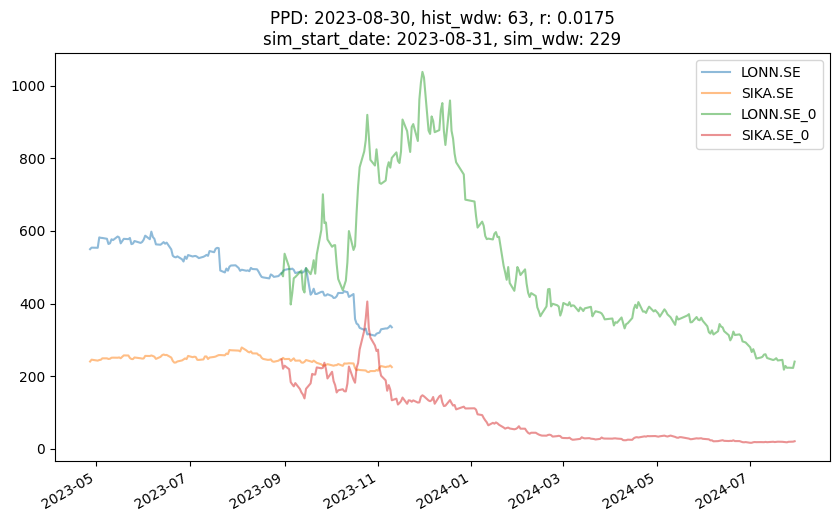 PPD: 2023-08-30, hist_wdw: 63, r: 0.0175
sim_start_date: 2023-08-31, sim_wdw: 229
LONN.SE
SIKA.SE
LONN.SE_0
SIKA.SE_0
1000
800
600
400
200
0
2023-05
2023-07
2023-09
2023-11
2024-01
2024-03
2024-05
2024-07